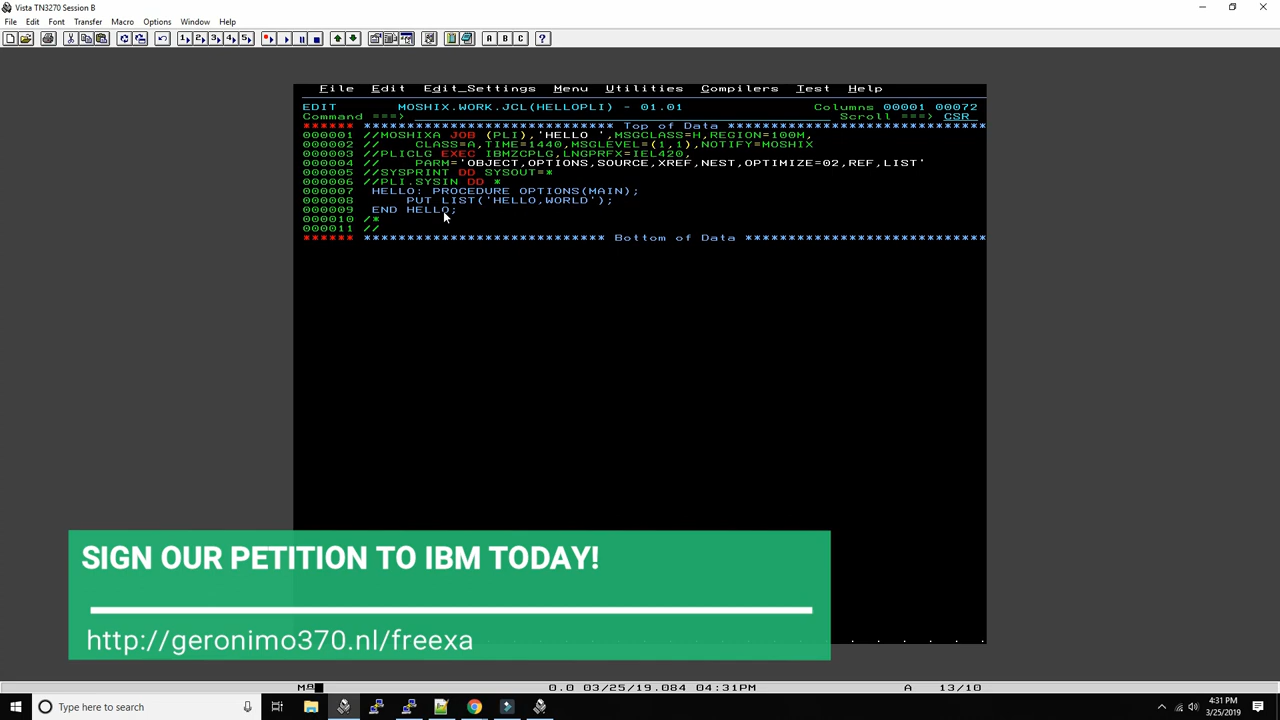 Vista TN3270 Session B
File Edit Font Transfer Macro Options Window Help
1 2 3 4 5 A B C ?
File Edit Edit_Settings Menu Utilities Compilers Test Help
EDIT MOSHIX.WORK.JCL(HELLOPLI) - 01.01 Columns 00001 00072
Command ===> Scroll ===> CSR
****** *************************** Top of Data ****************************
000001 //MOSHIXA JOB (PLI),'HELLO ',MSGCLASS=H,REGION=100M,
000002 // CLASS=A,TIME=1440,MSGLEVEL=(1,1),NOTIFY=MOSHIX
000003 //PLICLG EXEC IBMZCPLG,LNGPRFX=IEL420,
000004 // PARM='OBJECT,OPTIONS,SOURCE,XREF,NEST,OPTIMIZE=02,REF,LIST'
000005 //SYSPRINT DD SYSOUT=*
000006 //PLI.SYSIN DD *
000007 HELLO: PROCEDURE OPTIONS(MAIN);
000008 PUT LIST('HELLO,WORLD');
000009 END HELLO;
000010 /*
000011 //
****** **************************** Bottom of Data ****************************
SIGN OUR PETITION TO IBM TODAY!
http://geronimo370.nl/freexa
0.0 03/25/19.084 04:31PM A 13/10
Type here to search
4:31 PM
3/25/2019